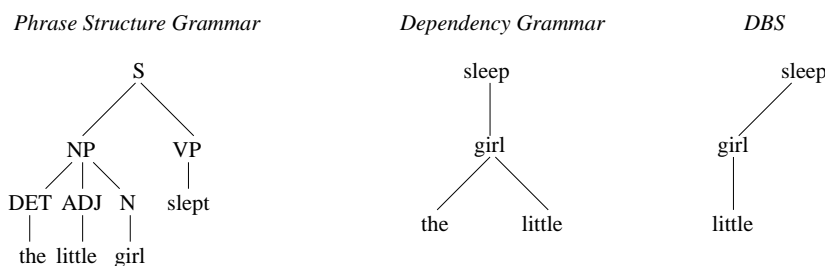 Phrase Structure Grammar Dependency Grammar DBS
S sleep sleep
NP VP girl girl
DET ADJ N slept the little little
the little girl